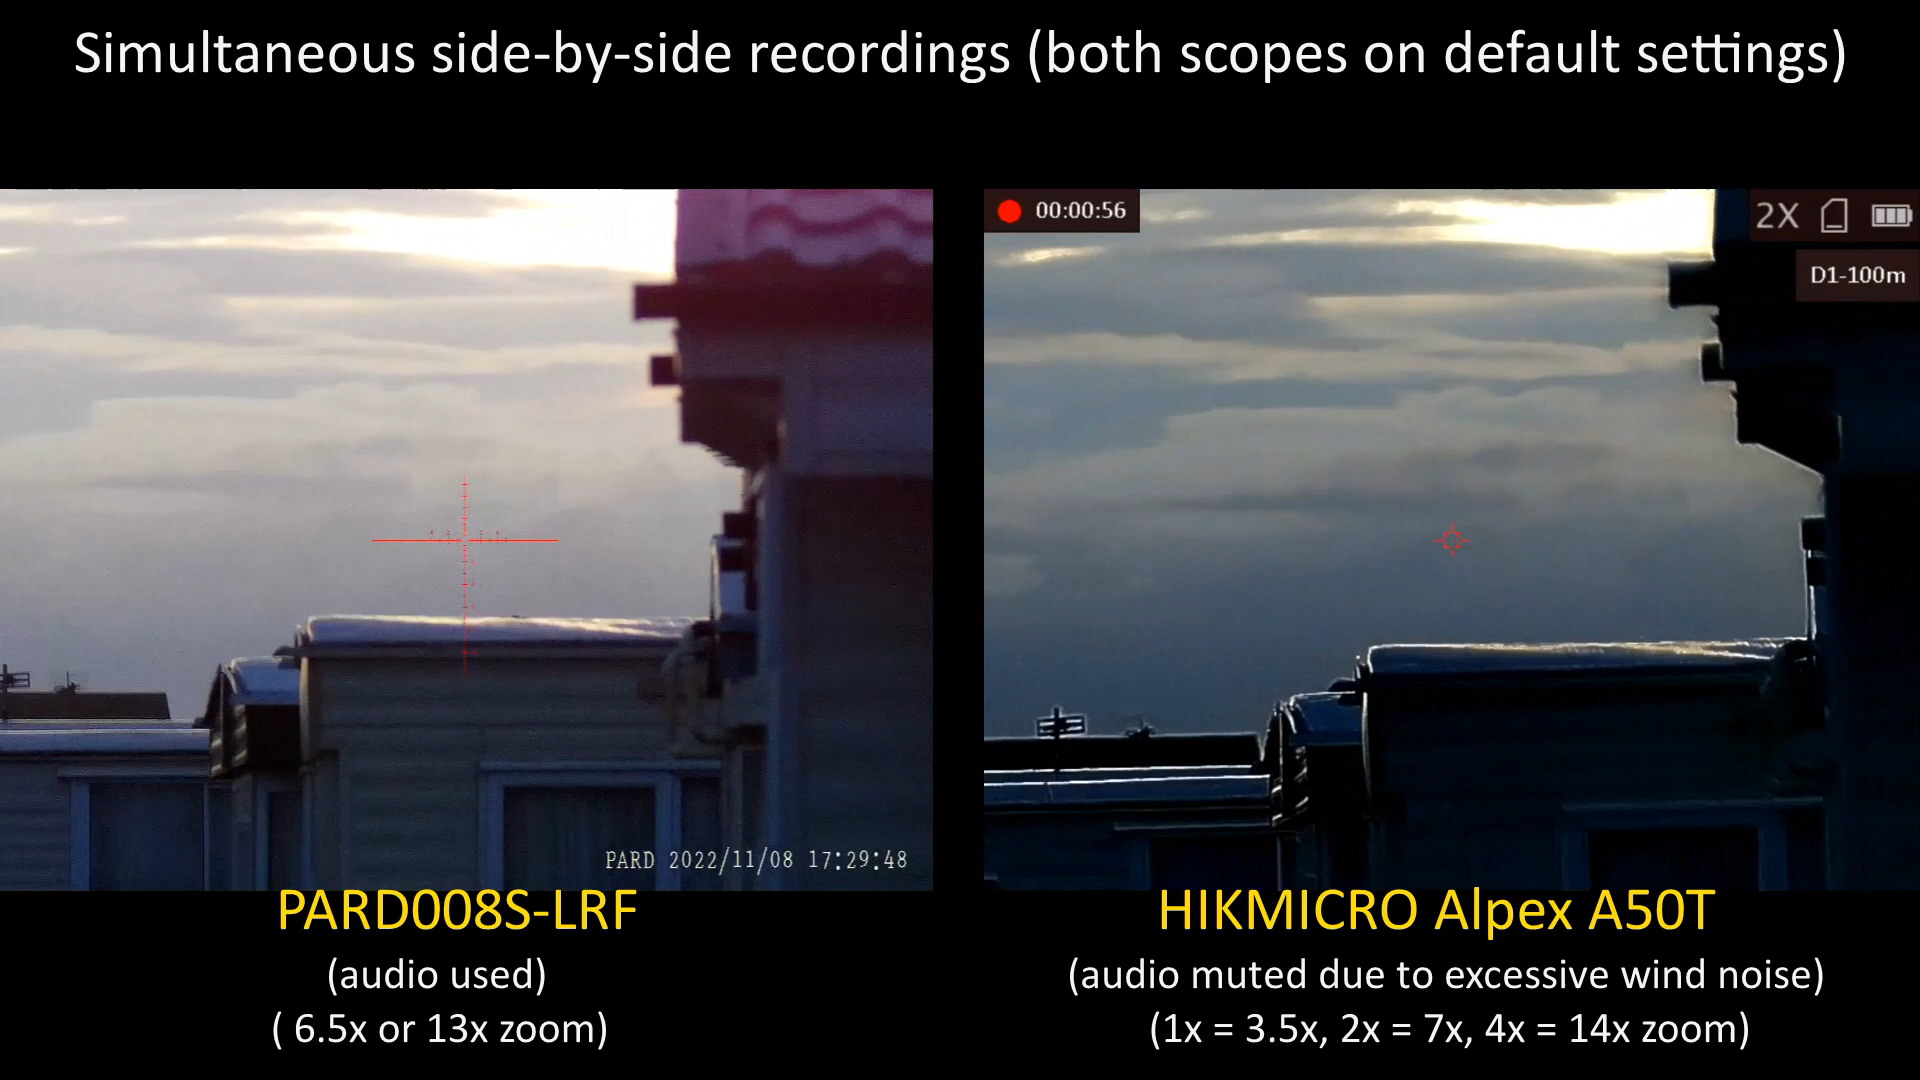 Simultaneous side-by-side recordings (both scopes on default settings)
00:00:56
2X
D1-100m
PARD 2022/11/08 17:29:48
PARD008S-LRF
(audio used)
( 6.5x or 13x zoom)
HIKMICRO Alpex A50T
(audio muted due to excessive wind noise)
(1x = 3.5x, 2x = 7x, 4x = 14x zoom)